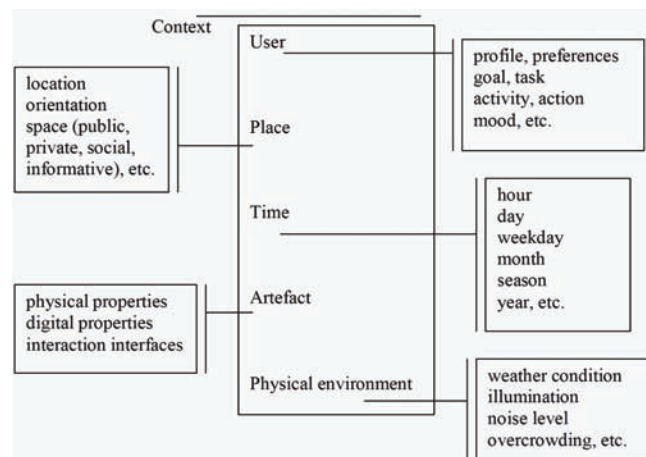 Context
User
profile, preferences
goal, task
activity, action
mood, etc.
location
orientation
space (public,
private, social,
informative), etc.
Place
Time
hour
day
weekday
month
season
year, etc.
Artefact
physical properties
digital properties
interaction interfaces
Physical environment
weather condition
illumination
noise level
overcrowding, etc.